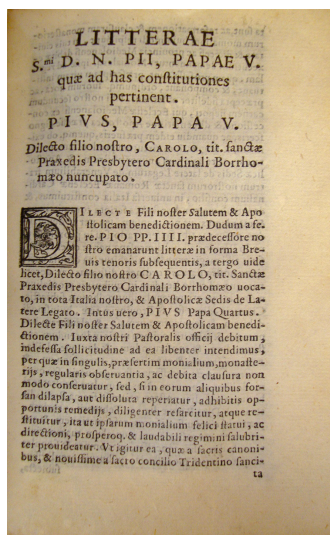 LITTERAE
S.mi D. N. PII, PAPAE V.
quæ ad has conſtitutiones
pertinent.
PIVS, PAPA V.
Dilecto filio noſtro, CAROLO, tit. ſanctæ
Praxedis Presbytero Cardinali Borrho-
mæo nuncupato.
DILECTE Fili noſter Salutem & Apo
ſtolicam benedictionem. Dudum a fe.
re. PIO PP. IIII. prædeceſſore no
ſtro emanarunt litteræ in forma Bre
uis tenoris ſubſequentis, a tergo uide
licet, Dilecto filio noſtro CAROLO, tit. Sanctæ
Praxedis Presbytero Cardinali Borrhomæo uoca-
to, in tota Italia noſtro, & Apoſtolicæ Sedis de La-
tere Legato. Intus uero, PIVS Papa Quartus.
Dilecte Fili noſter Salutem & Apoſtolicam benedi-
ctionem. Iuxta noſtri Paſtoralis officij debitum,
indefeſſa ſollicitudine ad ea libenter intendimus,
per quæ in ſingulis, præſertim monialium, monaſte-
rijs, regularis obſeruantia, ac debita clauſura non
modo conſeruatur, ſed, ſi in eorum aliquibus for-
ſan dilapſa, aut diſſoluta reperiatur, adhibitis op-
portunis remedijs, diligenter reſarcitur, atque re-
ſtituitur, ita ut ipſarum monialium felici ſtatui, ac
directioni, proſperoq. & laudabili regimini ſalubri-
ter prouideatur. Vt igitur ea, quæ a ſacris canoni-
bus, & nouiſſime a ſacro concilio Tridentino ſanci-
ta